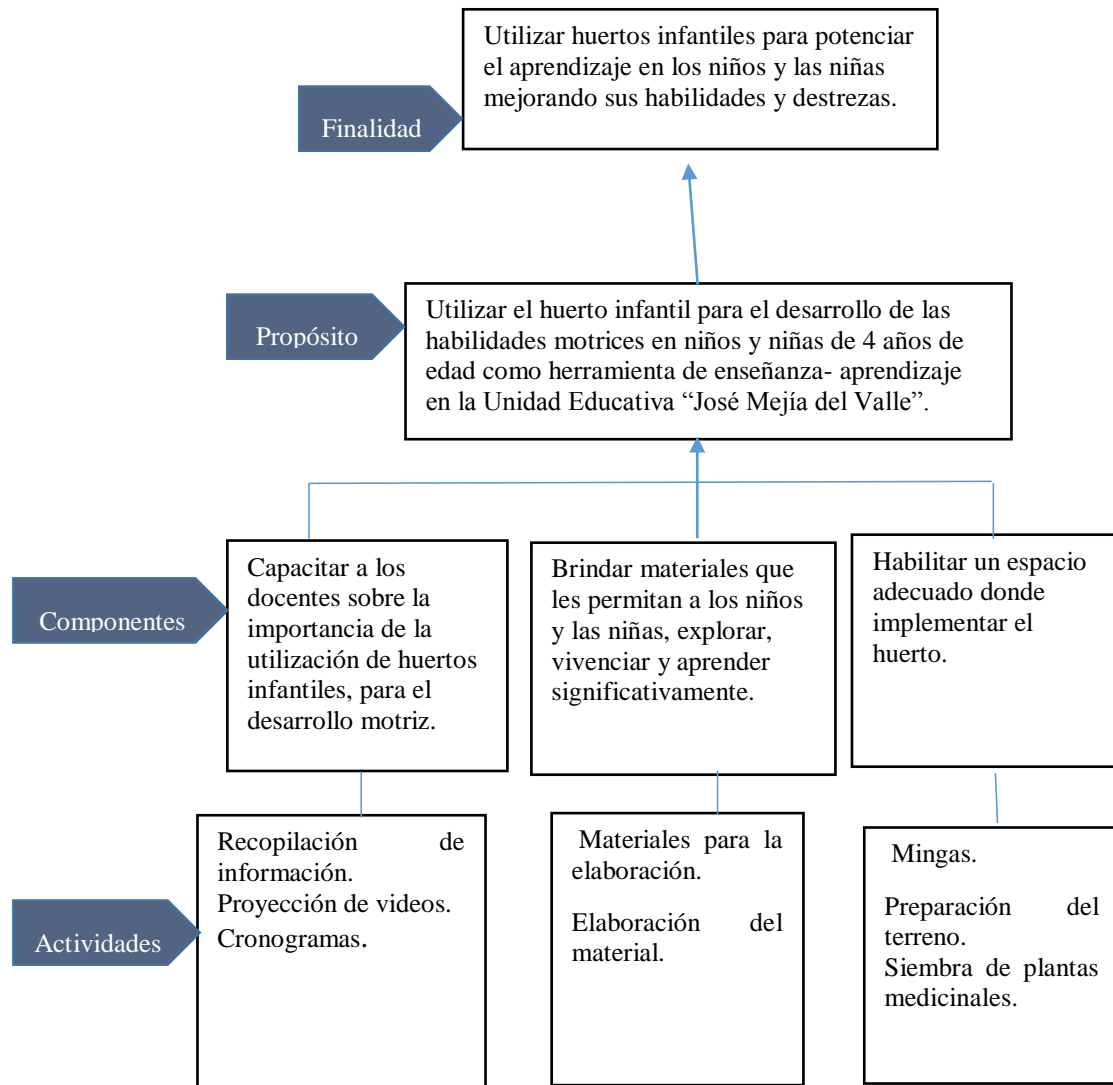 Utilizar huertos infantiles para potenciar
el aprendizaje en los niños y las niñas
mejorando sus habilidades y destrezas.
Finalidad
Utilizar el huerto infantil para el desarrollo de las
habilidades motrices en niños y niñas de 4 años de
edad como herramienta de enseñanza- aprendizaje
en la Unidad Educativa “José Mejía del Valle”.
Propósito
Componentes
Capacitar a los
docentes sobre la
importancia de la
utilización de huertos
infantiles, para el
desarrollo motriz.
Brindar materiales que
les permitan a los niños
y las niñas, explorar,
vivenciar y aprender
significativamente.
Habilitar un espacio
adecuado donde
implementar el
huerto.
Actividades
Recopilación de
información.
Proyección de videos.
Cronogramas.
Materiales para la
elaboración.
Elaboración del
material.
Mingas.
Preparación del
terreno.
Siembra de plantas
medicinales.